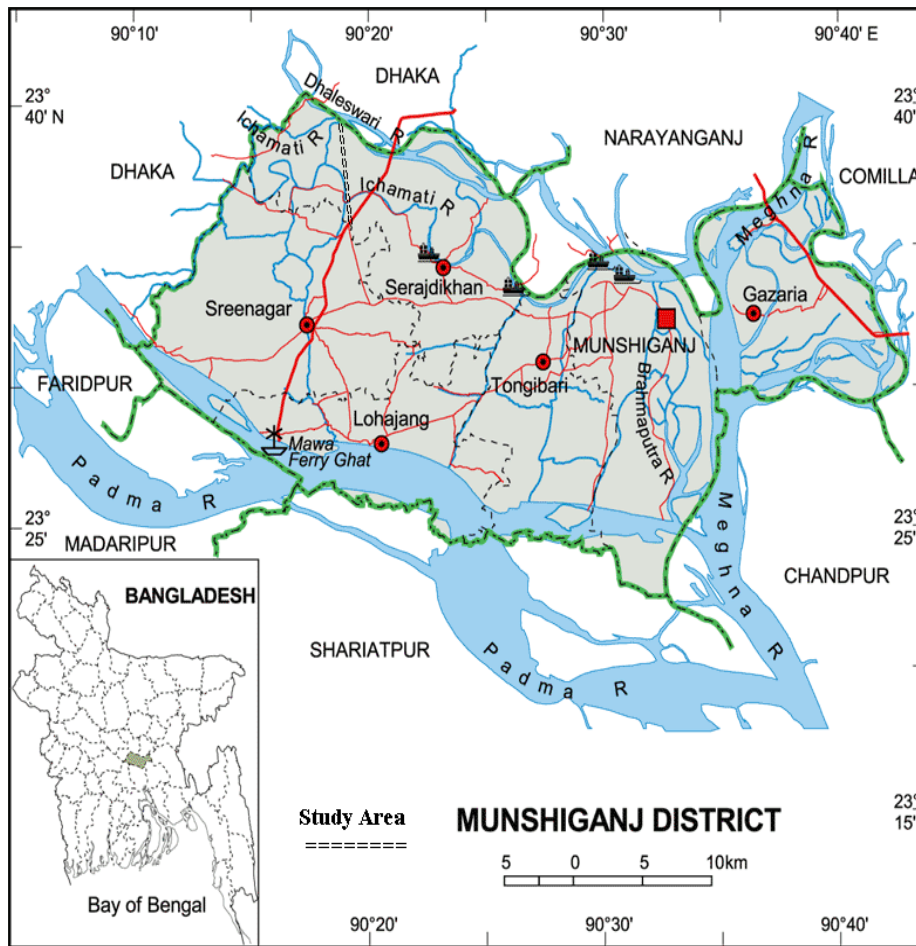 90°10'
90°20'
90°30'
90°40' E
DHAKA
23°
40' N
23°
40'
Dhaleswari R
Ichamati R
NARAYANGANJ
Meghna R
COMILLA
DHAKA
Ichamati R
Serajdikhan
Sreenagar
Gazaria
MUNSHIGANJ
FARIDPUR
Tongibari
Brahmaputra R
Lohajang
Mawa
Ferry Ghat
Padma R
23°
25'
23°
25'
MADARIPUR
Meghna R
CHANDPUR
BANGLADESH
SHARIATPUR
Padma R
Study Area
========
MUNSHIGANJ DISTRICT
23°
15'
5 0 5 10km
Bay of Bengal
90°20'
90°30'
90°40'